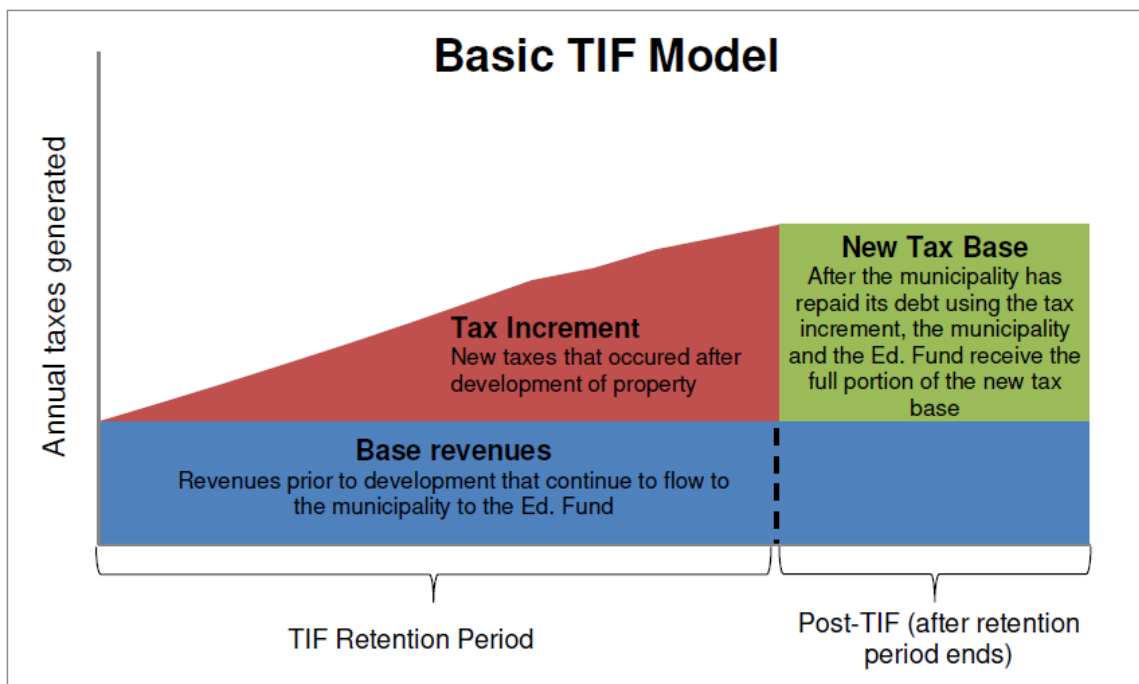 Basic TIF Model
Annual taxes generated
Tax Increment
New taxes that occured after
development of property
New Tax Base
After the municipality has
repaid its debt using the tax
increment, the municipality
and the Ed. Fund receive the
full portion of the new tax
base
Base revenues
Revenues prior to development that continue to flow to
the municipality to the Ed. Fund
TIF Retention Period
Post-TIF (after retention
period ends)